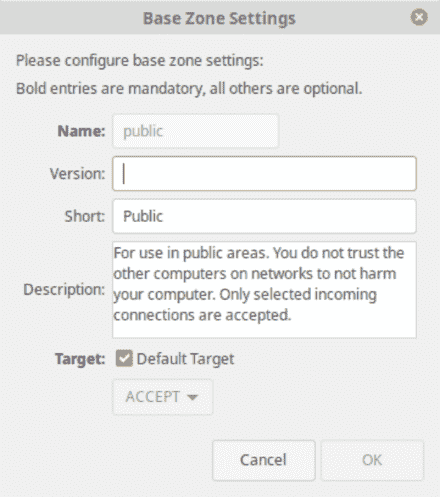 Base Zone Settings
Please configure base zone settings:
Bold entries are mandatory, all others are optional.
Name: public
Version:
Short: Public
Description: For use in public areas. You do not trust the
other computers on networks to not harm
your computer. Only selected incoming
connections are accepted.
Target: Default Target
ACCEPT
Cancel OK